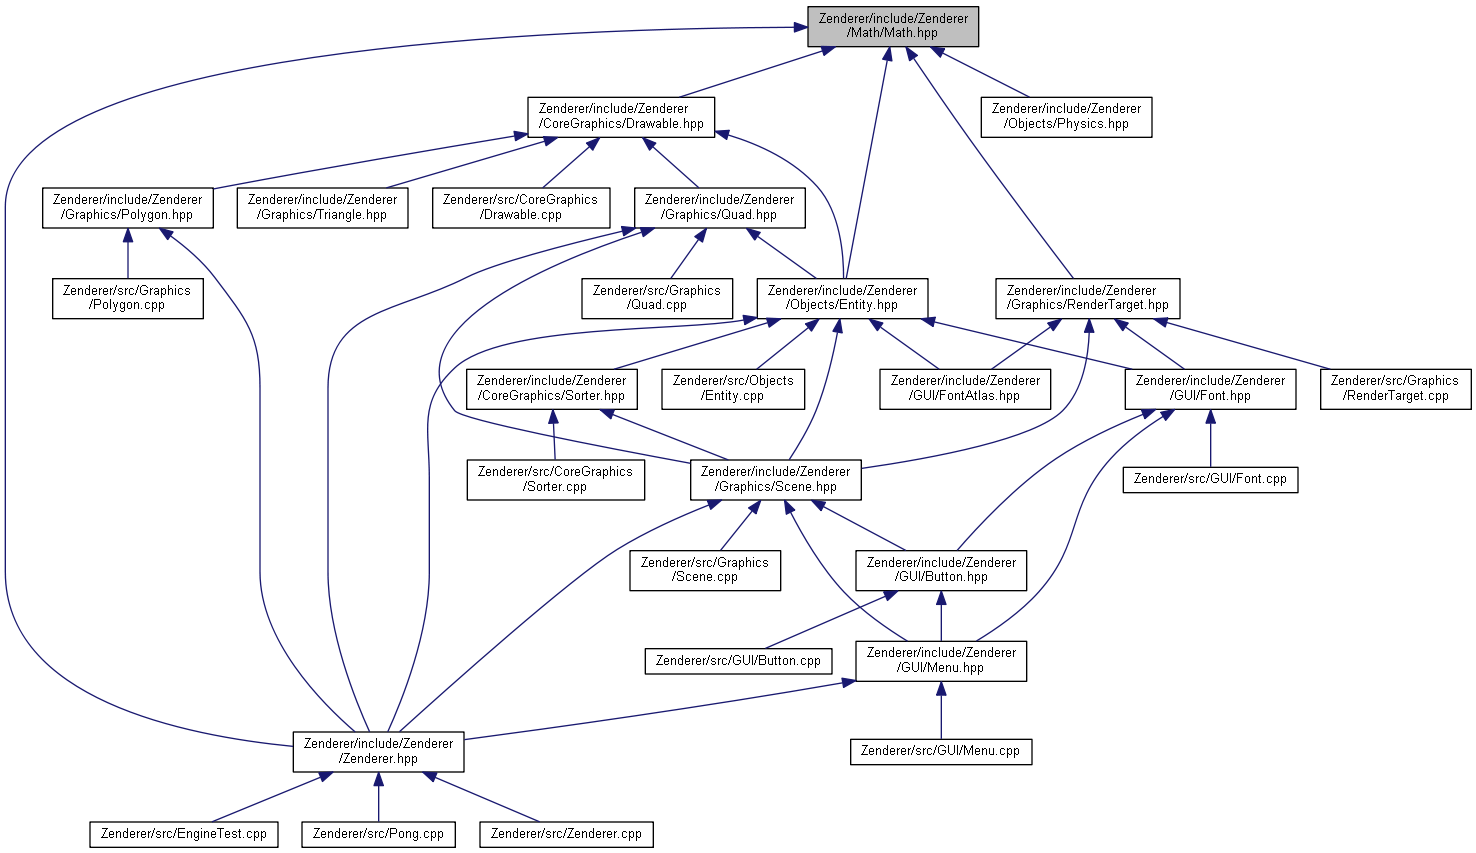 Zenderer/include/Zenderer
/Math/Math.hpp
Zenderer/include/Zenderer
/CoreGraphics/Drawable.hpp
Zenderer/include/Zenderer
/Objects/Physics.hpp
Zenderer/include/Zenderer
/Graphics/Polygon.hpp
Zenderer/include/Zenderer
/Graphics/Triangle.hpp
Zenderer/src/CoreGraphics
/Drawable.cpp
Zenderer/include/Zenderer
/Graphics/Quad.hpp
Zenderer/src/Graphics
/Polygon.cpp
Zenderer/src/Graphics
/Quad.cpp
Zenderer/include/Zenderer
/Objects/Entity.hpp
Zenderer/include/Zenderer
/Graphics/RenderTarget.hpp
Zenderer/include/Zenderer
/CoreGraphics/Sorter.hpp
Zenderer/src/Objects
/Entity.cpp
Zenderer/include/Zenderer
/GUI/FontAtlas.hpp
Zenderer/include/Zenderer
/GUI/Font.hpp
Zenderer/src/Graphics
/RenderTarget.cpp
Zenderer/src/CoreGraphics
/Sorter.cpp
Zenderer/include/Zenderer
/Graphics/Scene.hpp
Zenderer/src/GUI/Font.cpp
Zenderer/src/Graphics
/Scene.cpp
Zenderer/include/Zenderer
/GUI/Button.hpp
Zenderer/src/GUI/Button.cpp
Zenderer/include/Zenderer
/GUI/Menu.hpp
Zenderer/include/Zenderer
/Zenderer.hpp
Zenderer/src/GUI/Menu.cpp
Zenderer/src/EngineTest.cpp
Zenderer/src/Pong.cpp
Zenderer/src/Zenderer.cpp